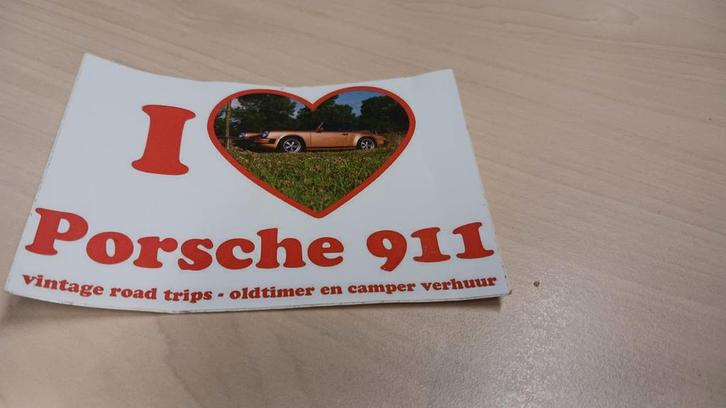 I
Porsche 911
vintage road trips - oldtimer en camper verhuur